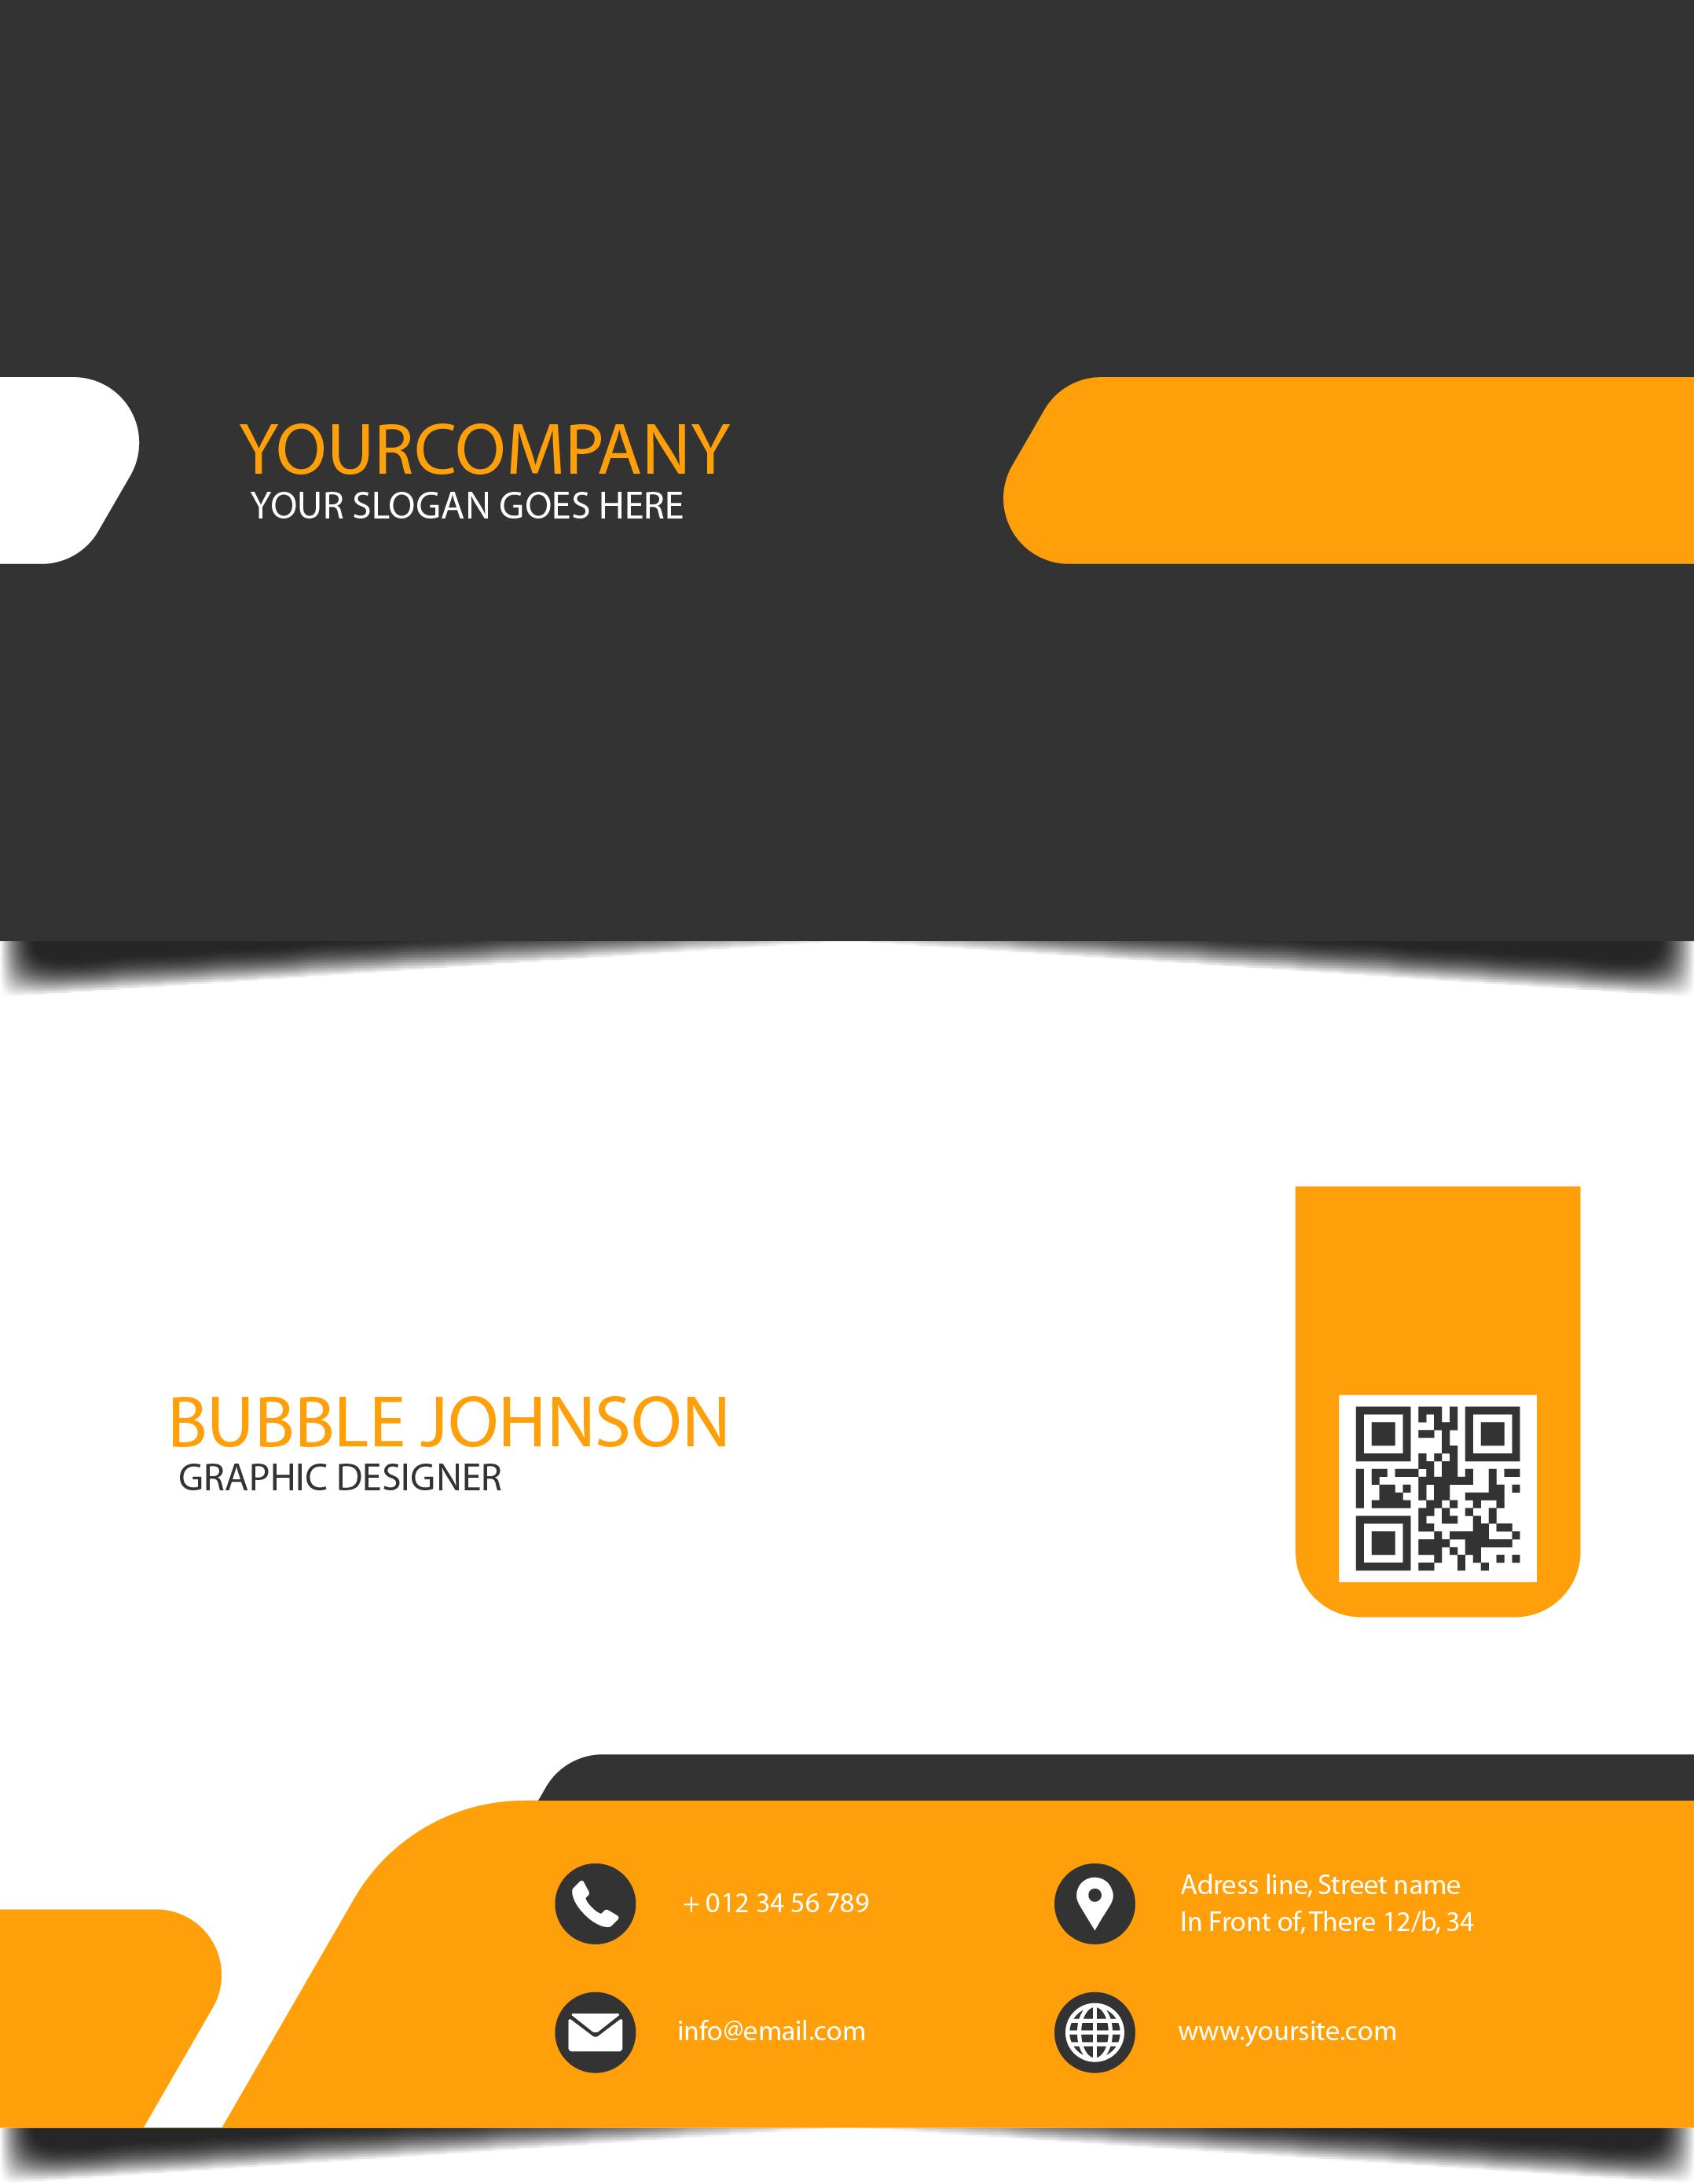 YOURCOMPANY
YOUR SLOGAN GOES HERE
BUBBLE JOHNSON
GRAPHIC DESIGNER
+ 012 34 56 789
Adress line, Street name
In Front of, There 12/b, 34
info@email.com
www.yoursite.com